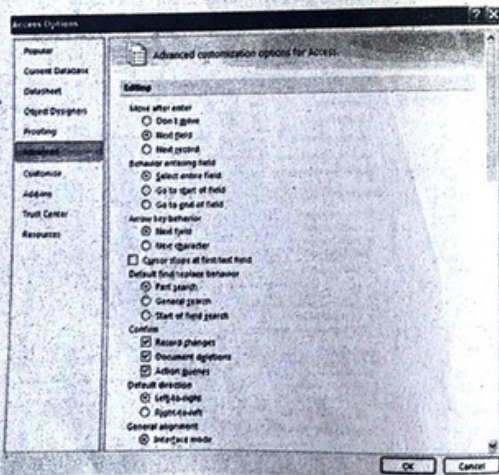 Access Options
Popular
Current Database
Datasheet
Object Designers
Proofing
Customize
Add-ins
Trust Center
Resources
Advanced customization options for Access.
Editing
Move after enter
Don't move
Next field
Next record
Behavior entering field
Select entire field
Go to start of field
Go to end of field
Arrow key behavior
Next field
Next character
Cursor stops at first/last field
Default find/replace behavior
Fast search
General search
Start of field search
Confirm
Record changes
Document deletions
Action queries
Default direction
Left-to-right
Right-to-left
General alignment
Interface mode
OK
Cancel